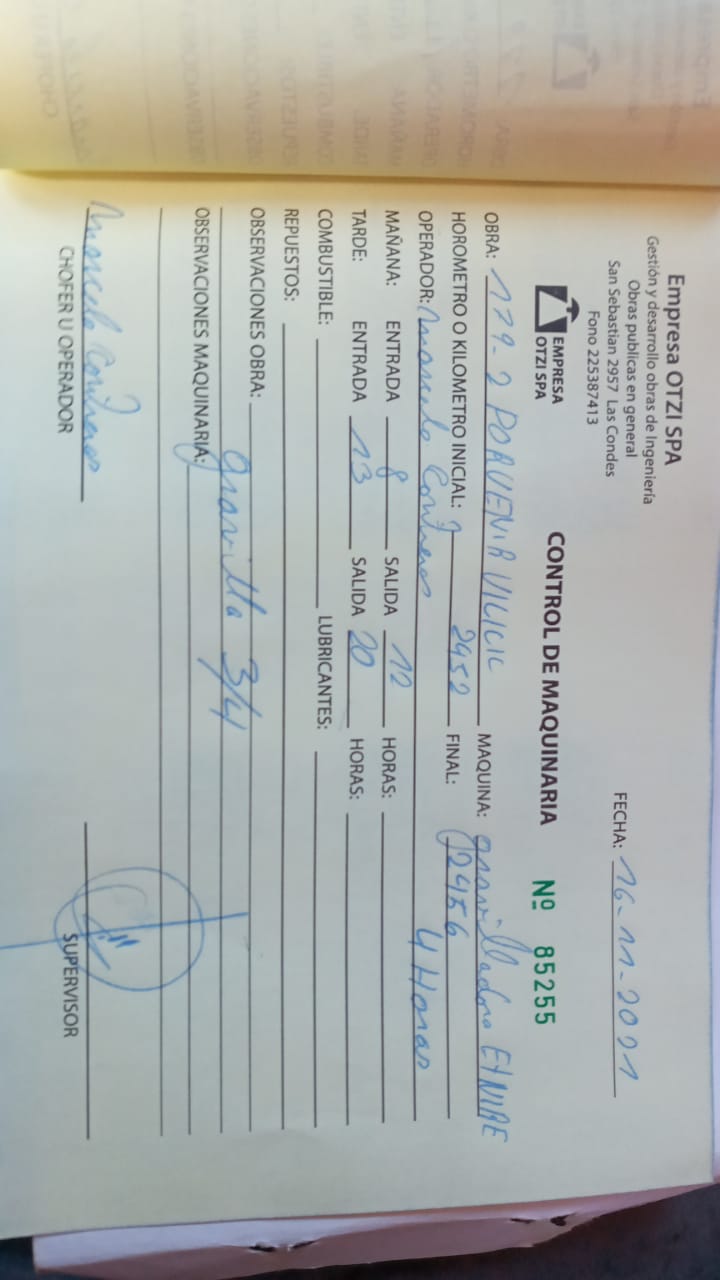 Empresa OTZI SPA
Gestión y desarrollo obras de Ingeniería
Obras publicas en general
San Sebastian 2957 Las Condes
Fono 225387413
FECHA: 16-11-2021
EMPRESA
OTZI SPA
CONTROL DE MAQUINARIA Nº 85255
OBRA: 179-2 PORVENIR VILICIC MAQUINA: gravilladora ETNIRE
HOROMETRO O KILOMETRO INICIAL: 2452 FINAL: 2456
OPERADOR: Marcelo Contreras 4 Horas
MAÑANA: ENTRADA 8 SALIDA 12 HORAS:
TARDE: ENTRADA 13 SALIDA 20 HORAS:
COMBUSTIBLE: LUBRICANTES:
REPUESTOS:
OBSERVACIONES OBRA:
gravilla 3/4
OBSERVACIONES MAQUINARIA:
Marcelo Contreras
CHOFER U OPERADOR SUPERVISOR